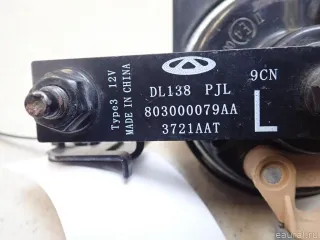 Type3 12V
MADE IN CHINA
DL138 PJL
9CN
803000079AA
3721AAT
L